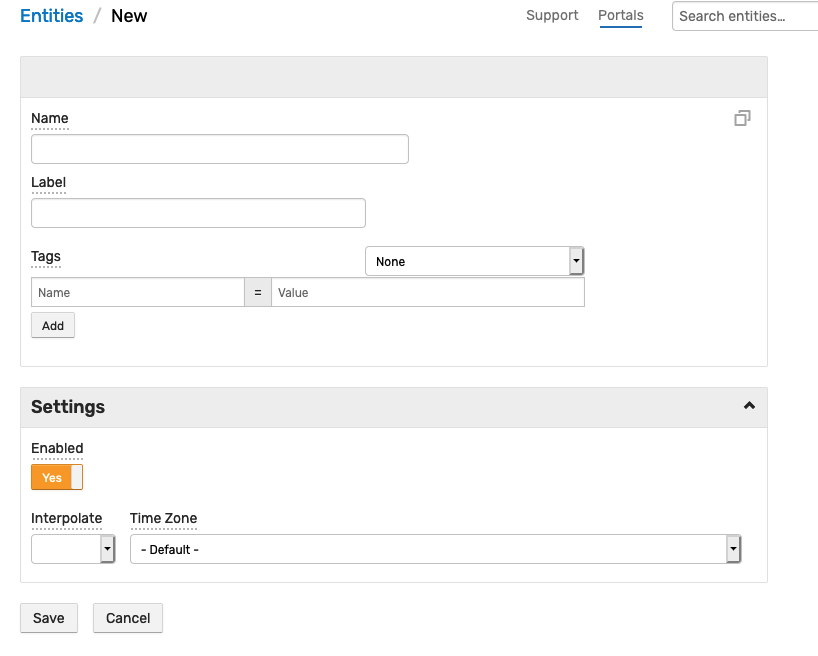 Entities / New Support Portals Search entities...
Name
Label
Tags None
Name = Value
Add
Settings
Enabled
Yes
Interpolate Time Zone
- Default -
Save Cancel